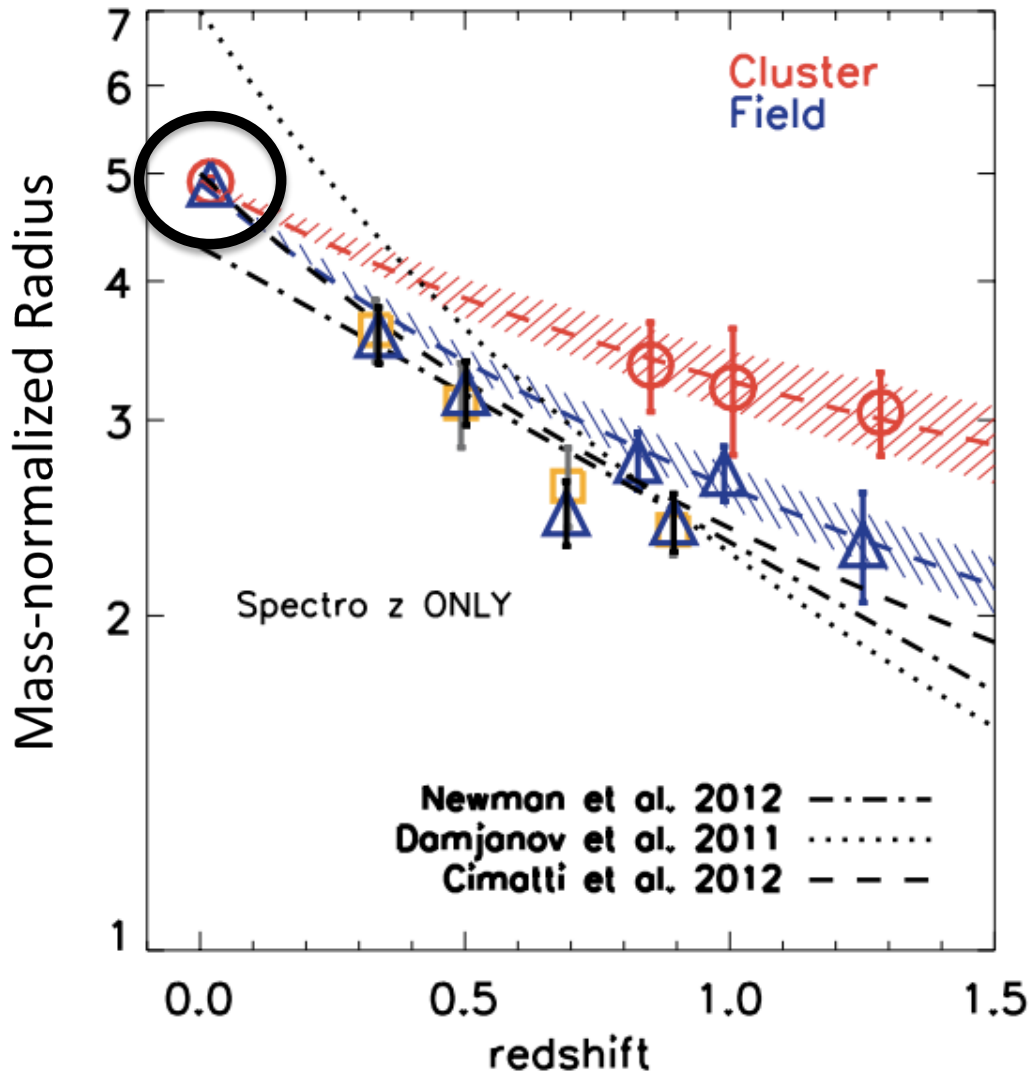 7
6
5
4
3
2
1
Mass-normalized Radius
Cluster
Field
Spectro z ONLY
Newman et al. 2012
Damjanov et al. 2011
Cimatti et al. 2012
0.0 0.5 1.0 1.5
redshift